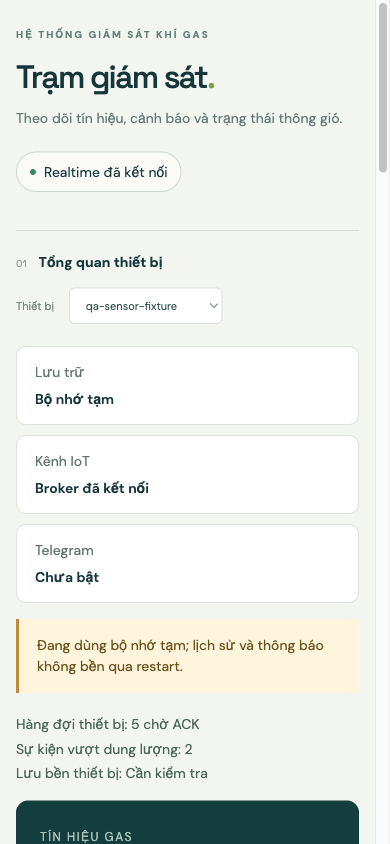 HỆ THỐNG GIÁM SÁT KHÍ GAS
Trạm giám sát.
Theo dõi tín hiệu, cảnh báo và trạng thái thông gió.
Realtime đã kết nối
01 Tổng quan thiết bị
Thiết bị qa-sensor-fixture
Lưu trữ
Bộ nhớ tạm
Kênh IoT
Broker đã kết nối
Telegram
Chưa bật
Đang dùng bộ nhớ tạm; lịch sử và thông báo
không bền qua restart.
Hàng đợi thiết bị: 5 chờ ACK
Sự kiện vượt dung lượng: 2
Lưu bền thiết bị: Cần kiểm tra
TÍN HIỆU GAS